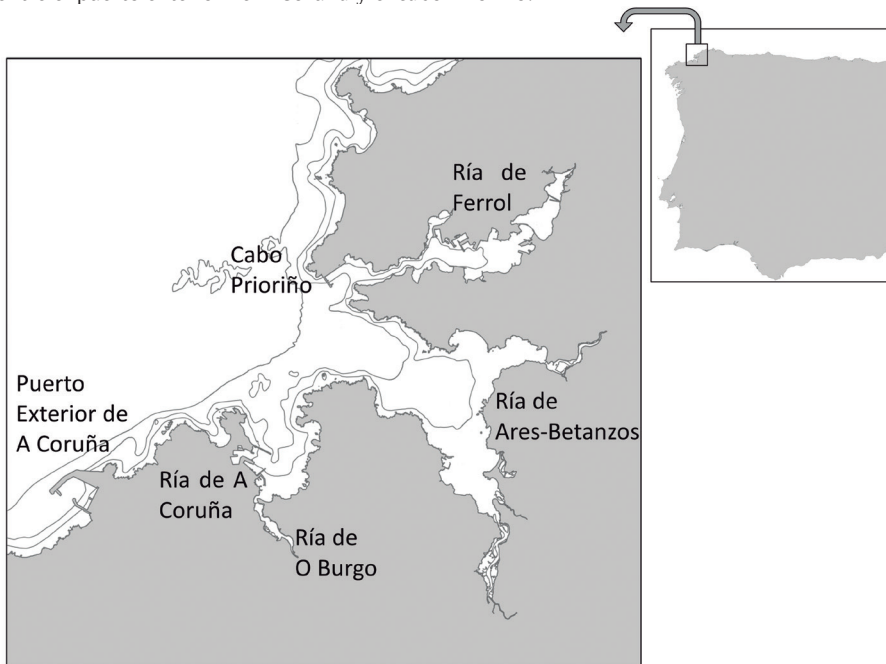 Ría de
Ferrol
Cabo
Prioriño
Puerto
Exterior de
A Coruña
Ría de
Ares-Betanzos
Ría de A
Coruña
Ría de
O Burgo